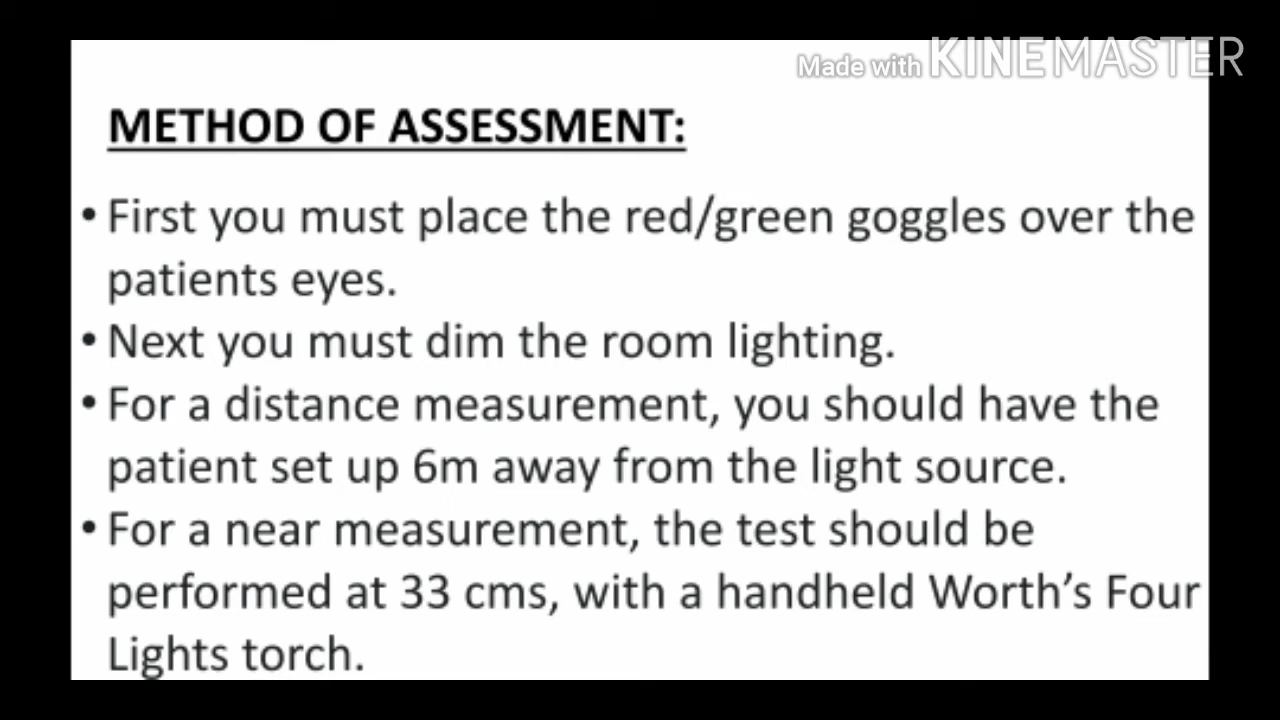 Made with KINEMASTER
METHOD OF ASSESSMENT:
• First you must place the red/green goggles over the
patients eyes.
• Next you must dim the room lighting.
• For a distance measurement, you should have the
patient set up 6m away from the light source.
• For a near measurement, the test should be
performed at 33 cms, with a handheld Worth’s Four
Lights torch.